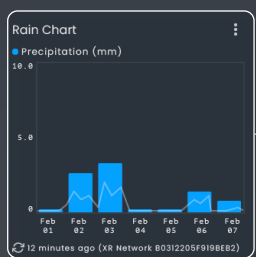 Rain Chart
Precipitation (mm)
10.0
5.0
0
Feb Feb Feb Feb Feb Feb Feb
01 02 03 04 05 06 07
12 minutes ago (XR Network B0312205F919BEB2)